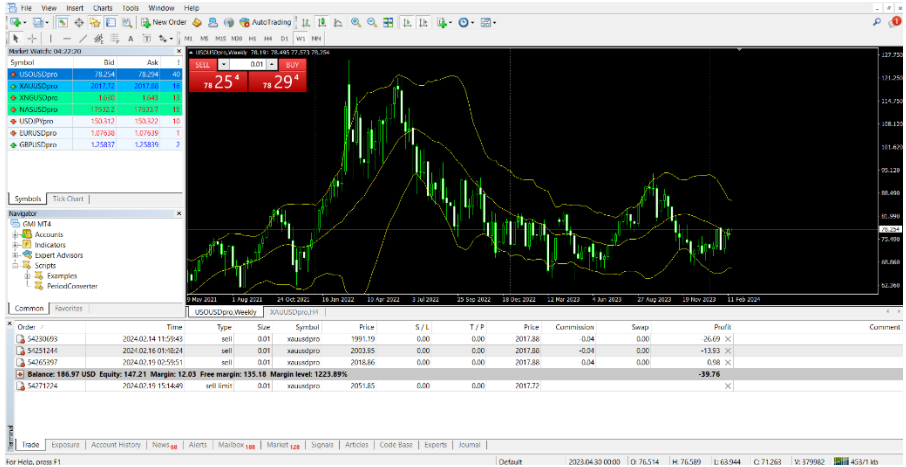 File View Insert Charts Tools Window Help
New Order AutoTrading
M1 M5 M15 M30 H1 H4 D1 W1 MN
Market Watch: 04:22:20
Symbol Bid Ask !
USOUSDpro 78.254 78.294 40
XAUUSDpro 2017.72 2017.88 16
XNGUSDpro 1.630 1.643 13
NASUSDpro 17532.2 17533.7 15
USDJPYpro 150.312 150.322 10
EURUSDpro 1.07638 1.07639 1
GBPUSDpro 1.25837 1.25839 2
Symbols Tick Chart
Navigator
GMI MT4
Accounts
Indicators
Expert Advisors
Scripts
Examples
PeriodConverter
Common Favorites
USOUSDpro,Weekly 78.191 78.495 77.573 78.254
SELL 0.01 BUY
78 25 4 78 29 4
127.750
121.250
114.750
108.120
101.620
95.120
88.490
81.990
78.254
75.490
68.860
62.360
9 May 2021 1 Aug 2021 24 Oct 2021 16 Jan 2022 10 Apr 2022 3 Jul 2022 25 Sep 2022 18 Dec 2022 12 Mar 2023 4 Jun 2023 27 Aug 2023 19 Nov 2023 11 Feb 2024
USOUSDpro,Weekly XAUUSDpro,H4
Order Time Type Size Symbol Price S / L T / P Price Commission Swap Profit Comment
54230693 2024.02.14 11:59:43 sell 0.01 xauusdpro 1991.19 0.00 0.00 2017.88 -0.04 0.00 -26.69
54251244 2024.02.16 01:48:24 sell 0.01 xauusdpro 2003.95 0.00 0.00 2017.88 -0.04 0.00 -13.93
54265397 2024.02.19 02:59:51 sell 0.01 xauusdpro 2018.86 0.00 0.00 2017.88 -0.04 0.00 0.98
Balance: 186.97 USD Equity: 147.21 Margin: 12.03 Free margin: 135.18 Margin level: 1223.89% -39.76
54271224 2024.02.19 15:14:49 sell limit 0.01 xauusdpro 2051.85 0.00 0.00 2017.72
Trade Exposure Account History News 68 Alerts Mailbox 188 Market 128 Signals Articles Code Base Experts Journal
For Help, press F1 Default 2023.04.30 00:00 O: 76.514 H: 76.589 L: 63.944 C: 71.263 V: 379982 453/1 kb